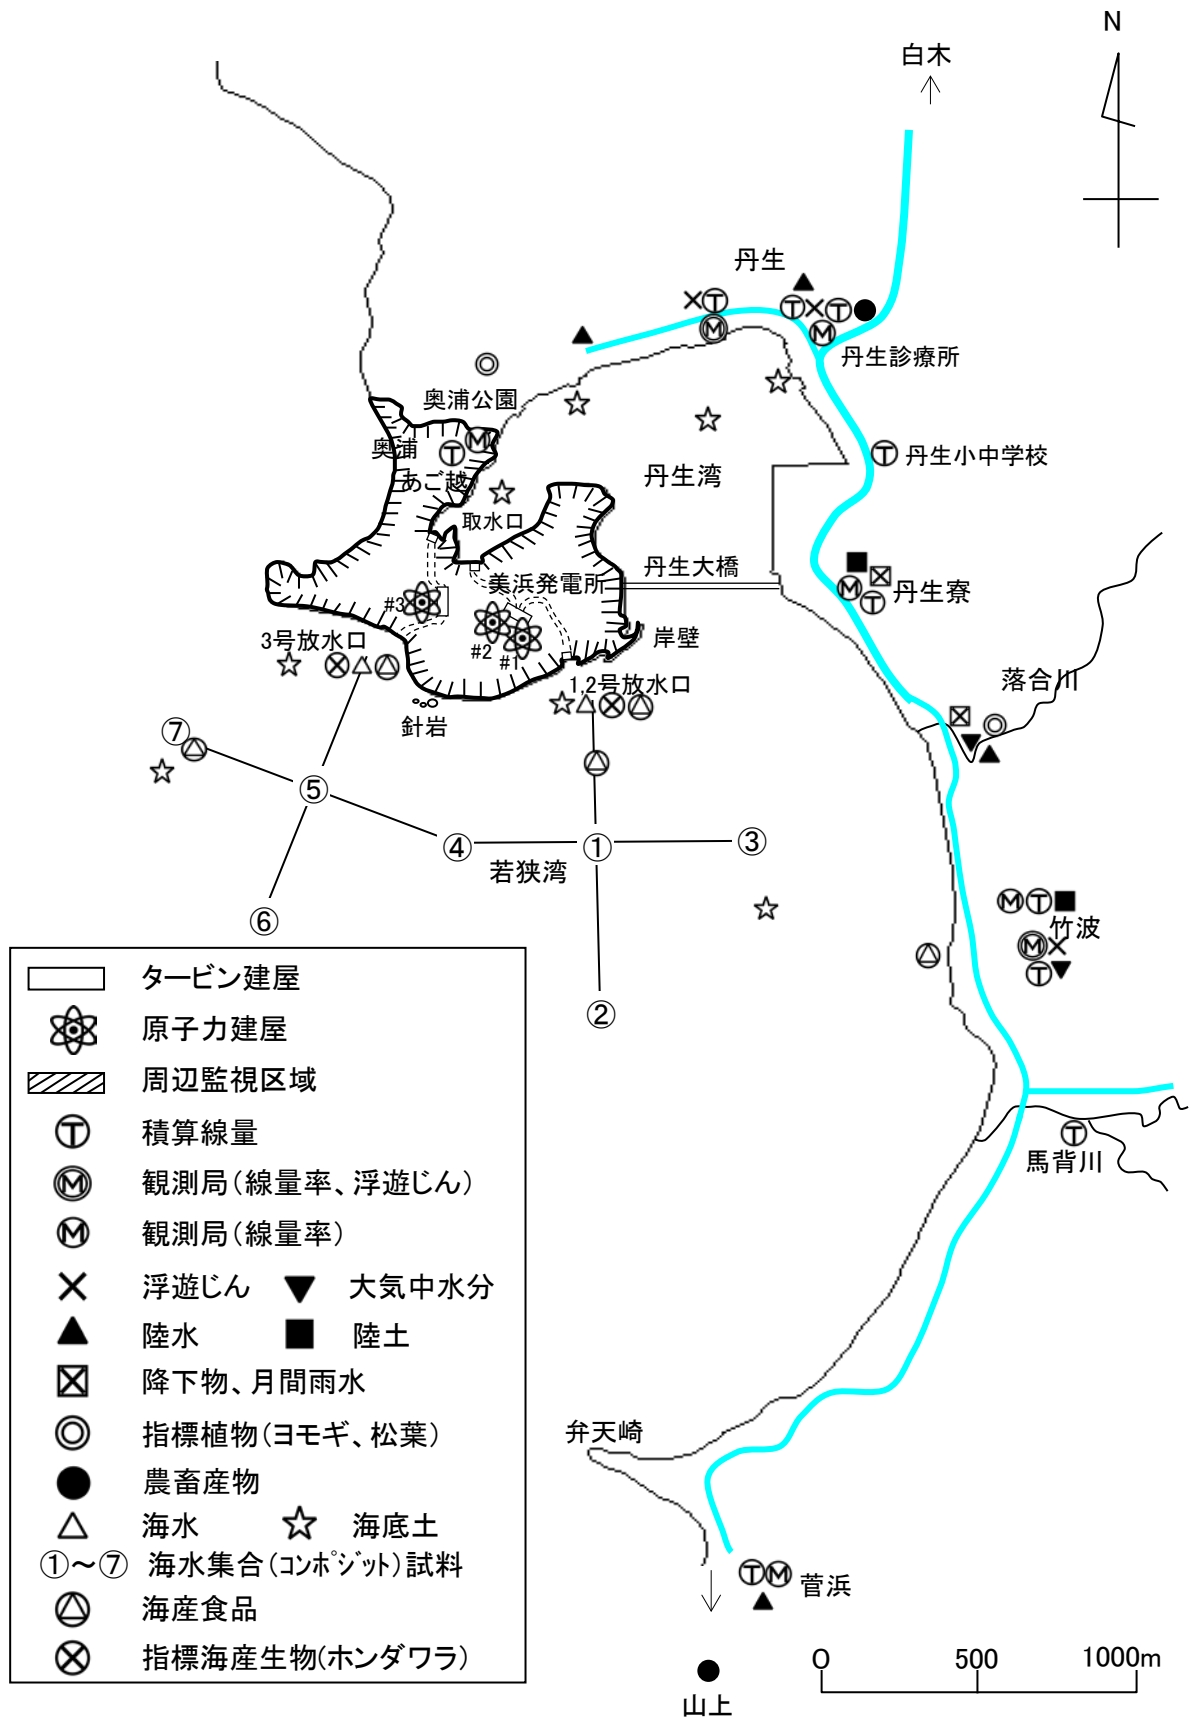 N
白木
丹生
丹生診療所
奥浦公園
奥浦
あご越
丹生湾
丹生小中学校
取水口
美浜発電所
丹生大橋
丹生寮
#3
#2
#1
3号放水口
岸壁
1,2号放水口
落合川
針岩
⑦
⑤
④
①
③
若狭湾
⑥
②
竹波
馬背川
タービン建屋
原子力建屋
周辺監視区域
T 積算線量
M 観測局(線量率、浮遊じん)
M 観測局(線量率)
浮遊じん 大気中水分
陸水 陸土
降下物、月間雨水
指標植物(ヨモギ、松葉)
農畜産物
海水 海底土
①～⑦ 海水集合(コンポジット)試料
海産食品
指標海産生物(ホンダワラ)
弁天崎
菅浜
山上
0 500 1000m